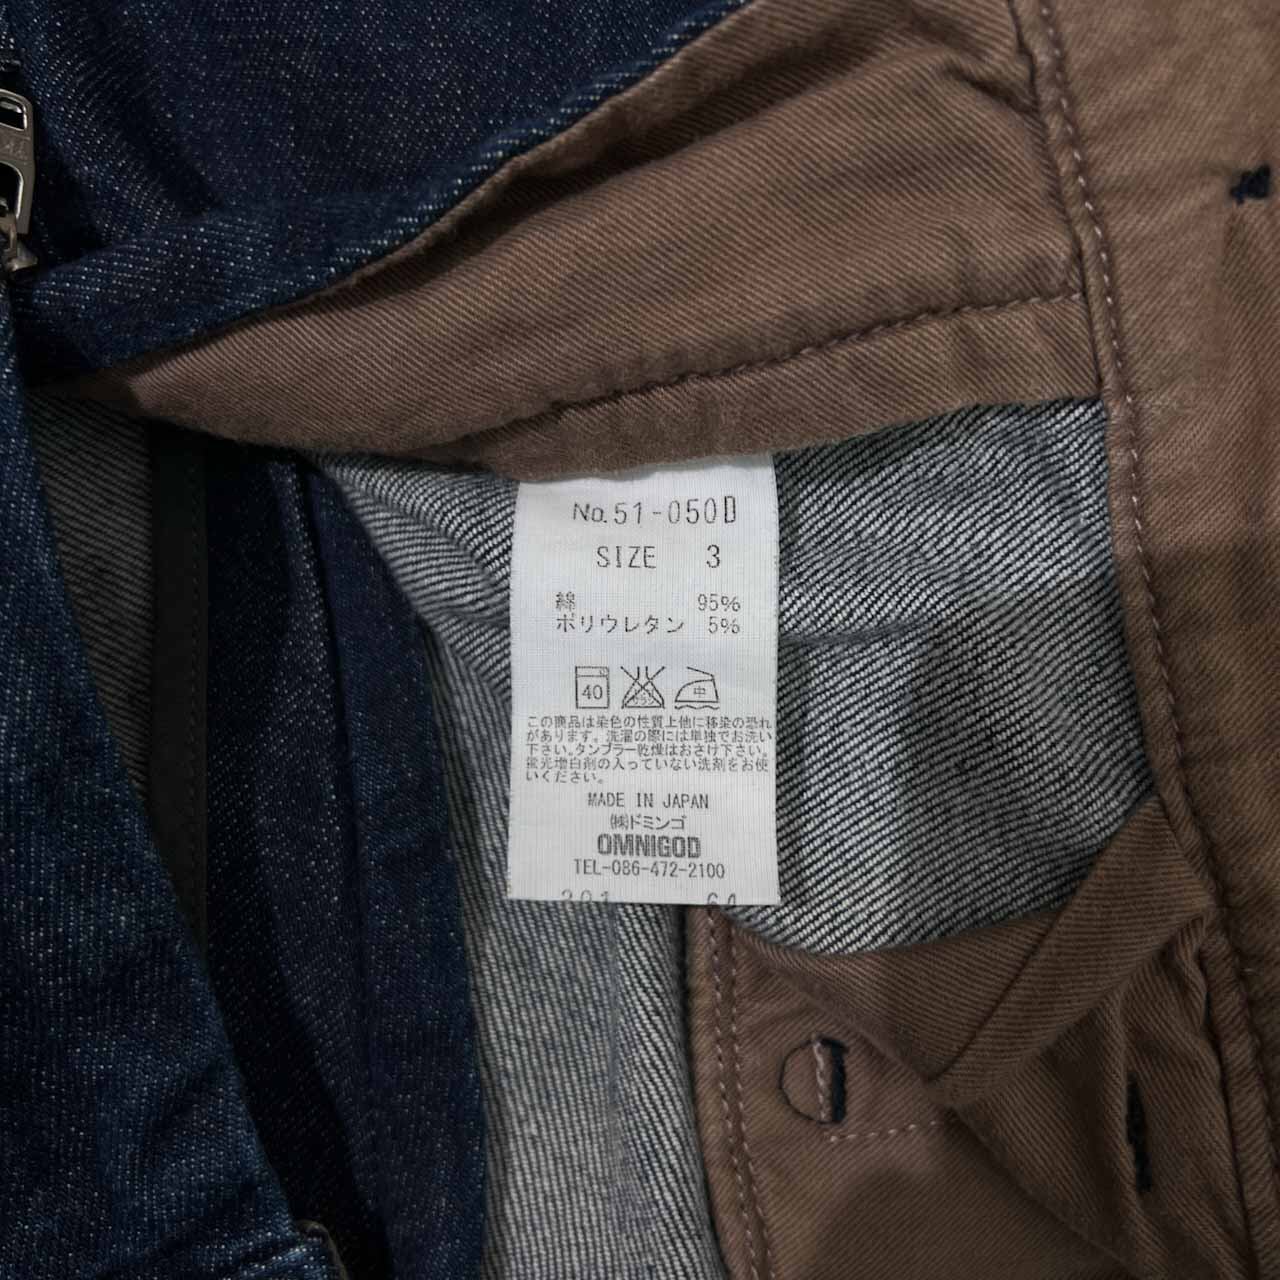 No. 51-050D
SIZE 3
綿 95%
ポリウレタン 5%
40 中
この商品は染色の性質上他に移染の恐れ
があります。洗濯の際には単独でお洗い
下さい。タンブラー乾燥はおさけ下さい。
蛍光増白剤の入っていない洗剤をお使
いください。
MADE IN JAPAN
㈱ドミンゴ
OMNIGOD
TEL-086-472-2100